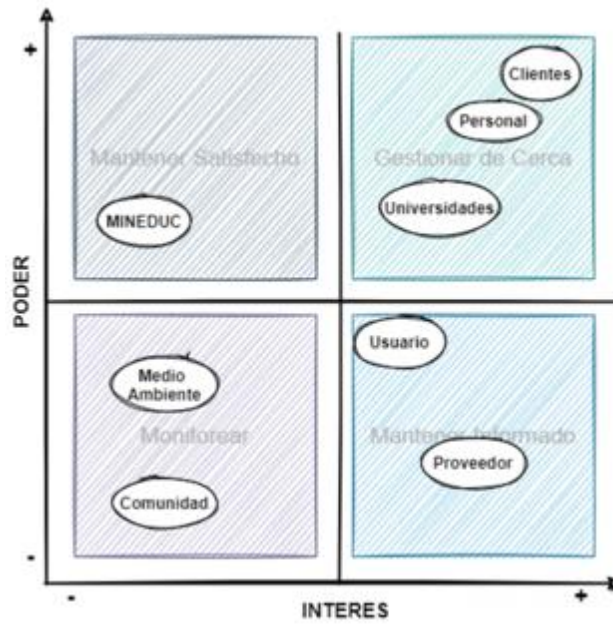 +
Clientes
Personal
Mantener Satisfecho
Gestionar de Cerca
MINEDUC
Universidades
PODER
Usuario
Medio
Ambiente
Monitorear
Mantener Informado
Proveedor
Comunidad
-
-
+
INTERES